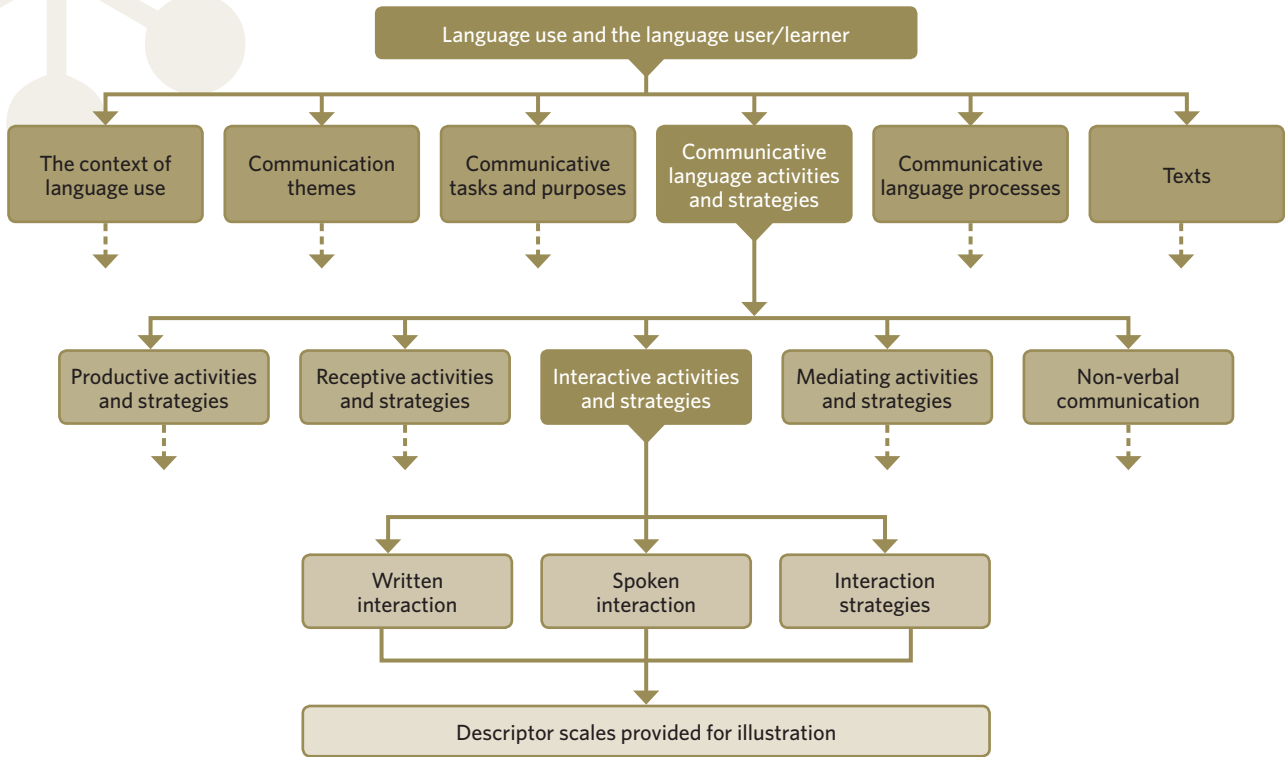 Language use and the language user/learner
The context of
language use
Communication
themes
Communicative
tasks and purposes
Communicative
language activities
and strategies
Communicative
language processes
Texts
Productive activities
and strategies
Receptive activities
and strategies
Interactive activities
and strategies
Mediating activities
and strategies
Non-verbal
communication
Written
interaction
Spoken
interaction
Interaction
strategies
Descriptor scales provided for illustration